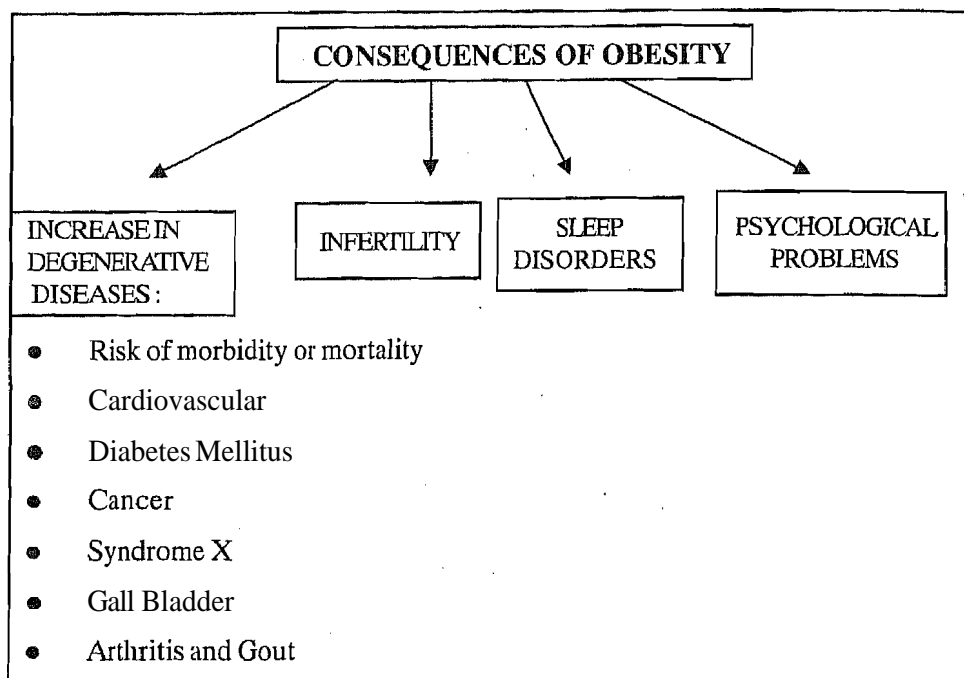 CONSEQUENCES OF OBESITY
INCREASE IN
DEGENERATIVE
DISEASES :
INFERTILITY
SLEEP
DISORDERS
PSYCHOLOGICAL
PROBLEMS
● Risk of morbidity or mortality
● Cardiovascular
● Diabetes Mellitus
● Cancer
● Syndrome X
● Gall Bladder
● Arthritis and Gout